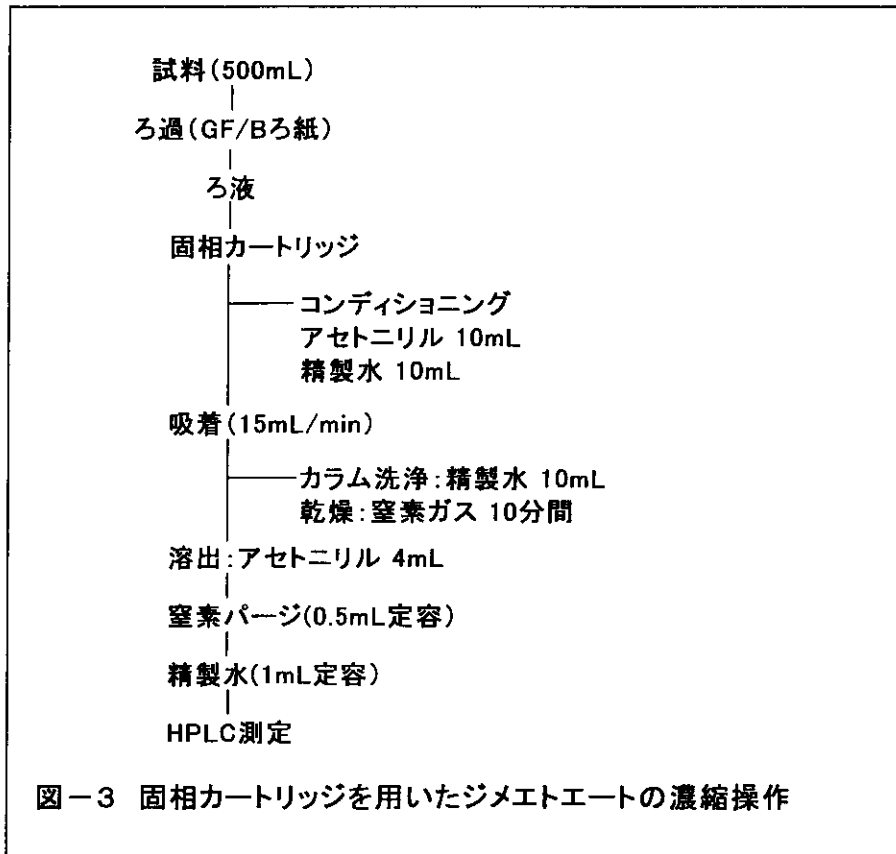 試料(500mL)
ろ過(GF/Bろ紙)
ろ液
固相カートリッジ
コンディショニング
アセトニリル 10mL
精製水 10mL
吸着(15mL/min)
カラム洗浄:精製水 10mL
乾燥:窒素ガス 10分間
溶出:アセトニリル 4mL
窒素パージ(0.5mL定容)
精製水(1mL定容)
HPLC測定
図-3 固相カートリッジを用いたジメエトエートの濃縮操作